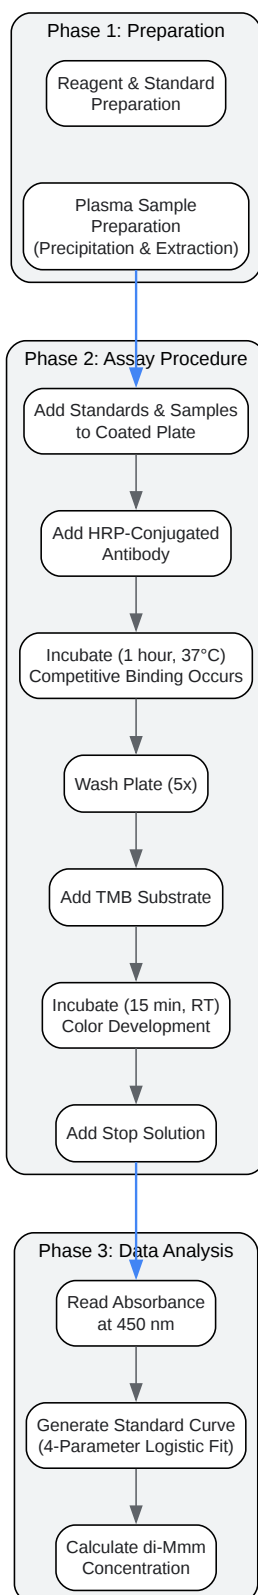 Phase 1: Preparation
Reagent & Standard
Preparation
Plasma Sample
Preparation
(Precipitation & Extraction)
Phase 2: Assay Procedure
Add Standards & Samples
to Coated Plate
Add HRP-Conjugated
Antibody
Incubate (1 hour, 37°C)
Competitive Binding Occurs
Wash Plate (5x)
Add TMB Substrate
Incubate (15 min, RT)
Color Development
Add Stop Solution
Phase 3: Data Analysis
Read Absorbance
at 450 nm
Generate Standard Curve
(4-Parameter Logistic Fit)
Calculate di-Mmm
Concentration